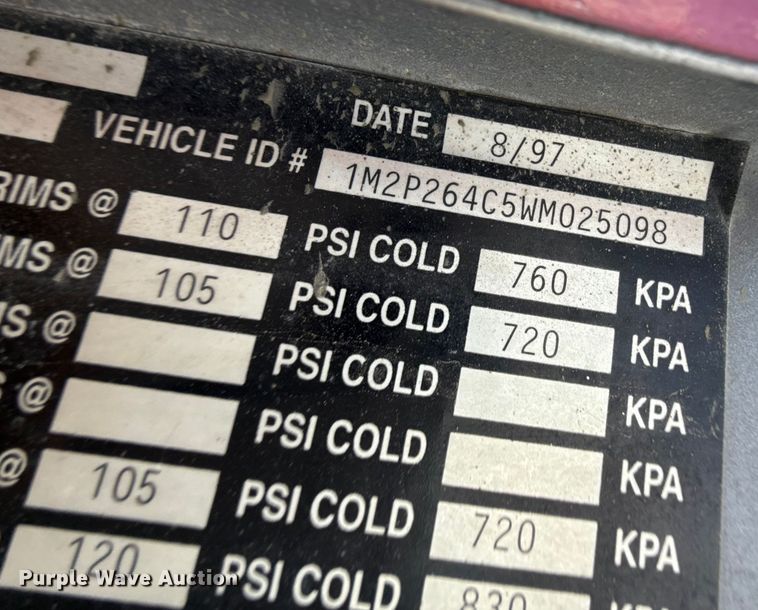 DATE 8/97
VEHICLE ID # 1M2P264C5WM025098
RIMS @ 110 PSI COLD 760 KPA
MS @ 105 PSI COLD 720 KPA
S @ PSI COLD KPA
@ PSI COLD KPA
@ 105 PSI COLD 720 KPA
120 PSI COLD 830
Purple Wave Auction